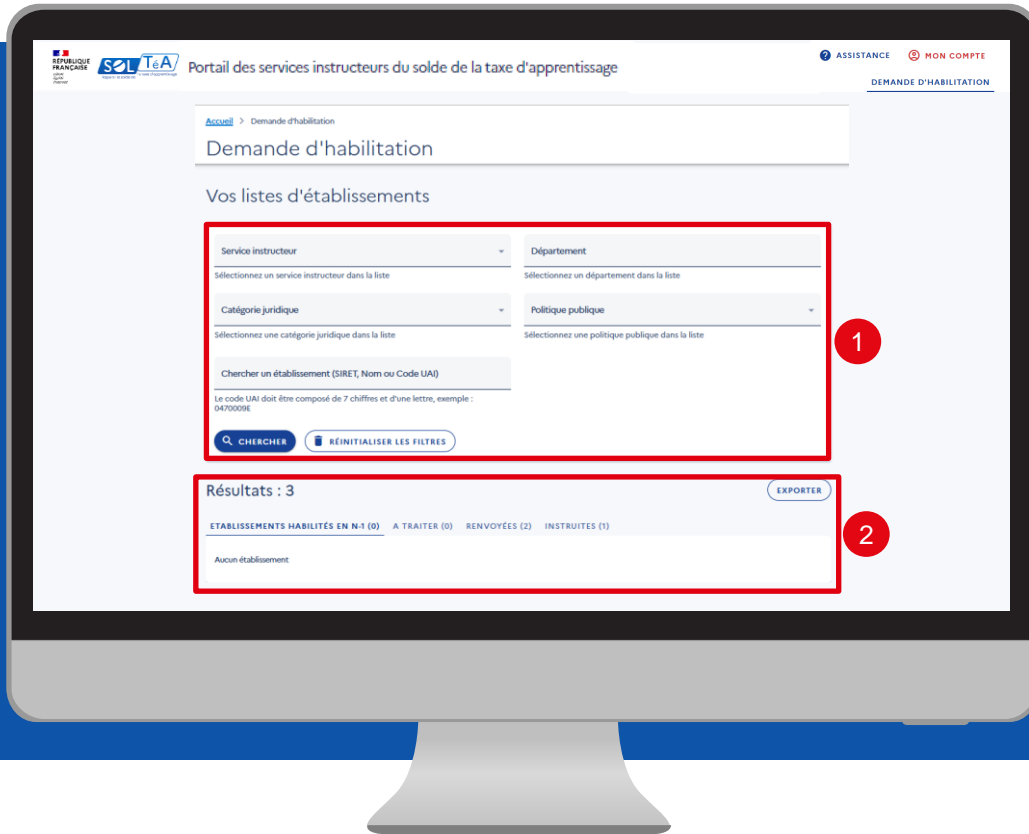 RÉPUBLIQUE
FRANÇAISE
Liberté
Égalité
Fraternité
SOLTéA
Portail des services instructeurs du solde de la taxe d'apprentissage
ASSISTANCE
MON COMPTE
DEMANDE D'HABILITATION
Accueil > Demande d'habilitation
Demande d'habilitation
Vos listes d'établissements
Service instructeur
Département
Sélectionnez un service instructeur dans la liste
Sélectionnez un département dans la liste
Catégorie juridique
Politique publique
Sélectionnez une catégorie juridique dans la liste
Sélectionnez une politique publique dans la liste
1
Chercher un établissement (SIRET, Nom ou Code UAI)
Le code UAI doit être composé de 7 chiffres et d'une lettre, exemple :
0470009E
CHERCHER
RÉINITIALISER LES FILTRES
Résultats : 3
EXPORTER
ETABLISSEMENTS HABILITÉS EN N-1 (0)
A TRAITER (0)
RENVOYÉES (2)
INSTRUITES (1)
2
Aucun établissement